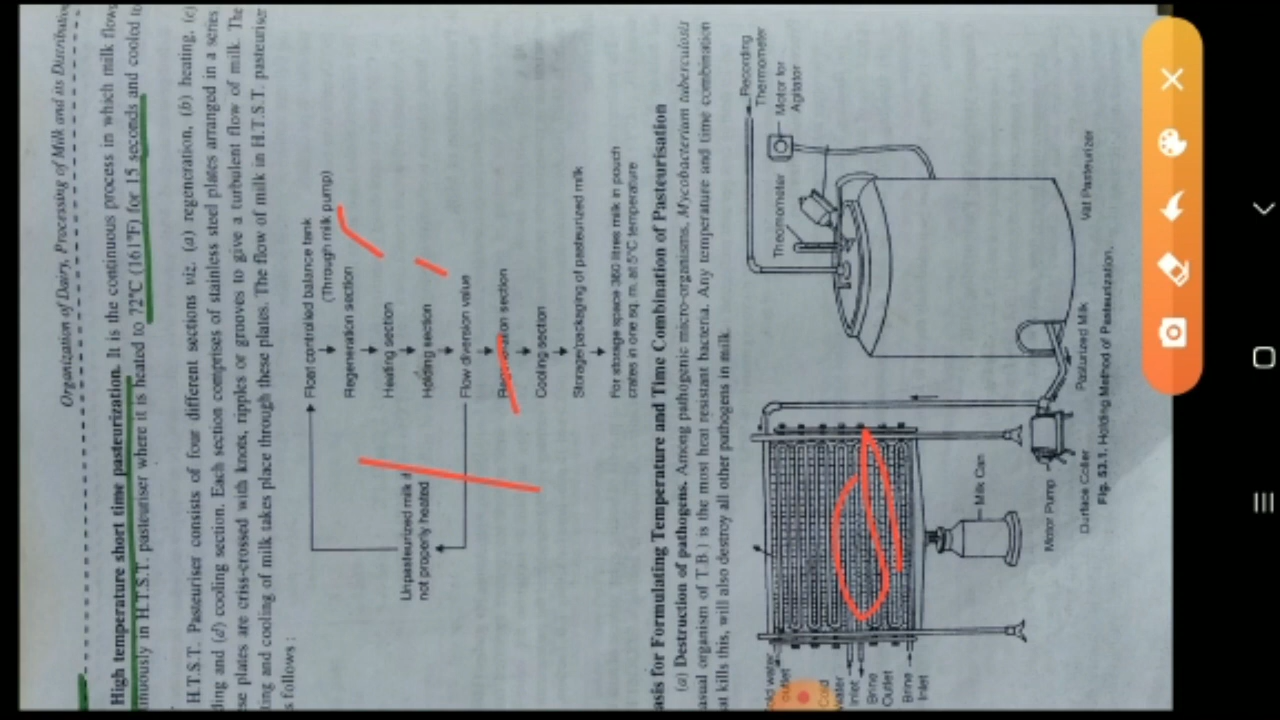 Organization of Dairy, Processing of Milk and its Distribution
High temperature short time pasteurization. It is the continuous process in which milk flows
inuously in H.T.S.T. pasteuriser where it is heated to 72°C (161°F) for 15 seconds and cooled to
H.T.S.T. Pasteuriser consists of four different sections viz. (a) regeneration, (b) heating, (c)
ding and (d) cooling section. Each section comprises of stainless steel plates arranged in a series
se plates are criss-crossed with knots, ripples or grooves to give a turbulent flow of milk. The
ting and cooling of milk takes place through these plates. The flow of milk in H.T.S.T. pasteuriser
s follows :
Float controlled balance tank
(Through milk pump)
Regeneration section
Heating section
Holding section
Flow diversion value
section
Cooling section
Storage/packaging of pasteurized milk
For storage space 360 litres milk in pouch
crates in one sq. m. at 5°C temperature
Unpasteurized milk if
not properly heated
asis for Formulating Temperature and Time Combination of Pasteurisation
(a) Destruction of pathogens. Among pathogenic micro-organisms, Mycobacterium tuberculosis
asual organism of T.B.) is the most heat resistant bacteria. Any temperature and time combination
at kills this, will also destroy all other pathogens in milk.
Recording
Thermometer
Motor for
Agitator
Theomometer
Vat Pasteurizer
Pasturized Milk
Milk Can
Motor Pump
Durface Coller
old water
outlet
Cold
water
Inlet
Brine
Outlet
Brine
Inlet
Fig. 53.1. Holding Method of Pasteurization.